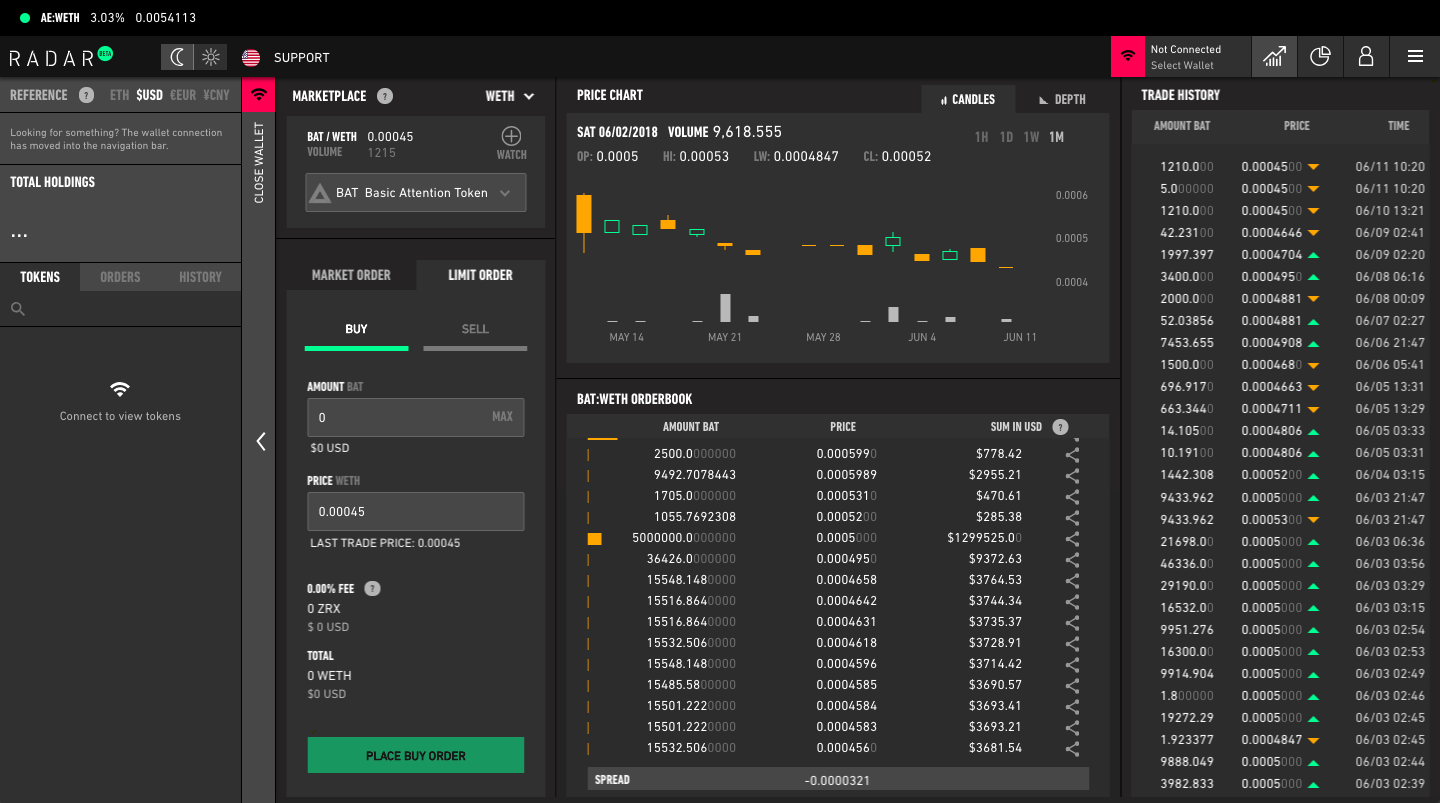 AE:WETH 3.03% 0.0054113
RADAR BETA
SUPPORT
Not Connected
Select Wallet
REFERENCE ? ETH $USD €EUR ¥CNY
Looking for something? The wallet connection
has moved into the navigation bar.
TOTAL HOLDINGS
...
TOKENS ORDERS HISTORY
Connect to view tokens
CLOSE WALLET
MARKETPLACE ? WETH
BAT / WETH 0.00045
VOLUME 1215
WATCH
BAT Basic Attention Token
MARKET ORDER LIMIT ORDER
BUY SELL
AMOUNT BAT
0 MAX
$0 USD
PRICE WETH
0.00045
LAST TRADE PRICE: 0.00045
0.00% FEE ?
0 ZRX
$ 0 USD
TOTAL
0 WETH
$0 USD
PLACE BUY ORDER
PRICE CHART
CANDLES DEPTH
SAT 06/02/2018 VOLUME 9,618.555
1H 1D 1W 1M
OP: 0.0005 HI: 0.00053 LW: 0.0004847 CL: 0.00052
0.0006
0.0005
0.0004
MAY 14 MAY 21 MAY 28 JUN 4 JUN 11
BAT:WETH ORDERBOOK
AMOUNT BAT PRICE SUM IN USD ?
2500.0000000 0.0005990 $778.42
9492.7078443 0.0005989 $2955.21
1705.0000000 0.0005310 $470.61
1055.7692308 0.0005200 $285.38
5000000.0000000 0.0005000 $1299525.00
36426.0000000 0.0004950 $9372.63
15548.1480000 0.0004658 $3764.53
15516.8640000 0.0004642 $3744.34
15516.8640000 0.0004631 $3735.37
15532.5060000 0.0004618 $3728.91
15548.1480000 0.0004596 $3714.42
15485.5800000 0.0004585 $3690.57
15501.2220000 0.0004584 $3693.41
15501.2220000 0.0004583 $3693.21
15532.5060000 0.0004560 $3681.54
SPREAD -0.0000321
TRADE HISTORY
AMOUNT BAT PRICE TIME
1210.000 0.0004500 06/11 10:20
5.000000 0.0004500 06/11 10:20
1210.000 0.0004500 06/10 13:21
42.23100 0.0004646 06/09 02:41
1997.397 0.0004704 06/09 02:20
3400.000 0.0004950 06/08 06:16
2000.000 0.0004881 06/08 00:09
52.03856 0.0004881 06/07 02:27
7453.655 0.0004908 06/06 21:47
1500.000 0.0004680 06/06 05:41
696.9170 0.0004663 06/05 13:31
663.3440 0.0004711 06/05 13:29
14.10500 0.0004806 06/05 03:33
10.19100 0.0004806 06/05 03:31
1442.308 0.0005200 06/04 03:15
9433.962 0.0005000 06/03 21:47
9433.962 0.0005300 06/03 21:47
21698.00 0.0005000 06/03 06:36
46336.00 0.0005000 06/03 03:56
29190.00 0.0005000 06/03 03:29
16532.00 0.0005000 06/03 03:15
9951.276 0.0005000 06/03 02:54
16300.00 0.0005000 06/03 02:53
9914.904 0.0005000 06/03 02:49
1.800000 0.0005000 06/03 02:46
19272.29 0.0005000 06/03 02:45
1.923377 0.0004847 06/03 02:45
9888.049 0.0005000 06/03 02:44
3982.833 0.0005000 06/03 02:39